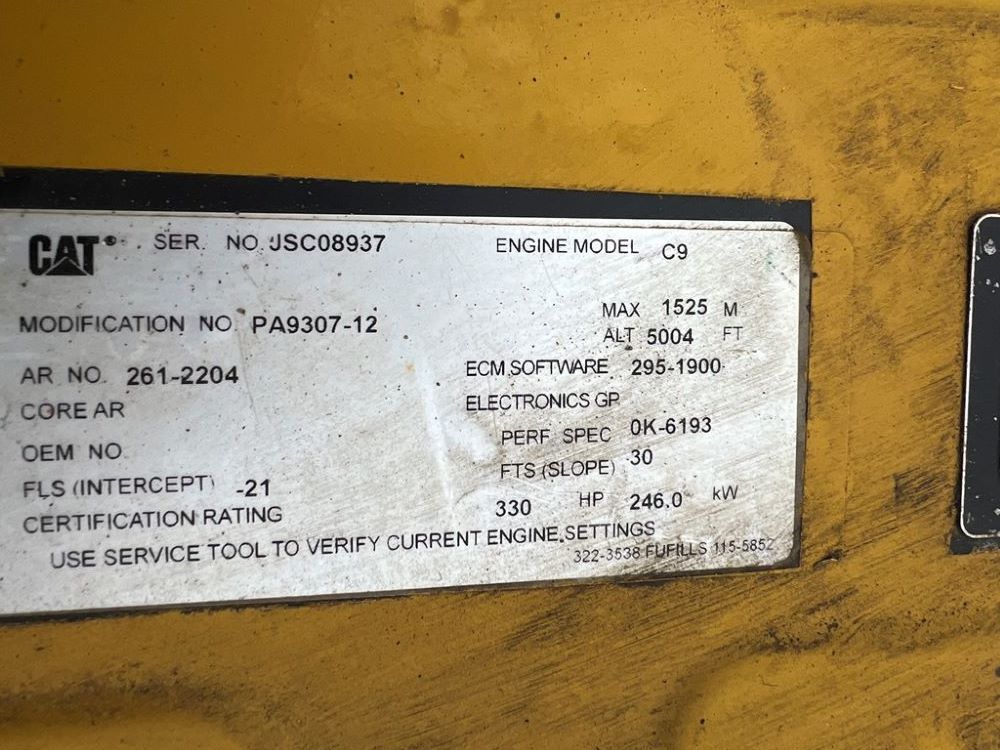 CAT® SER. NO. JSC08937 ENGINE MODEL C9
MODIFICATION NO. PA9307-12 MAX 1525 M
ALT 5004 FT
AR NO. 261-2204 ECM SOFTWARE 295-1900
CORE AR ELECTRONICS GP.
OEM NO. PERF SPEC 0K-6193
FLS (INTERCEPT) -21 FTS (SLOPE) 30
CERTIFICATION RATING 330 HP 246.0 kW
USE SERVICE TOOL TO VERIFY CURRENT ENGINE SETTINGS
322-3538 FUFILLS 115-5852